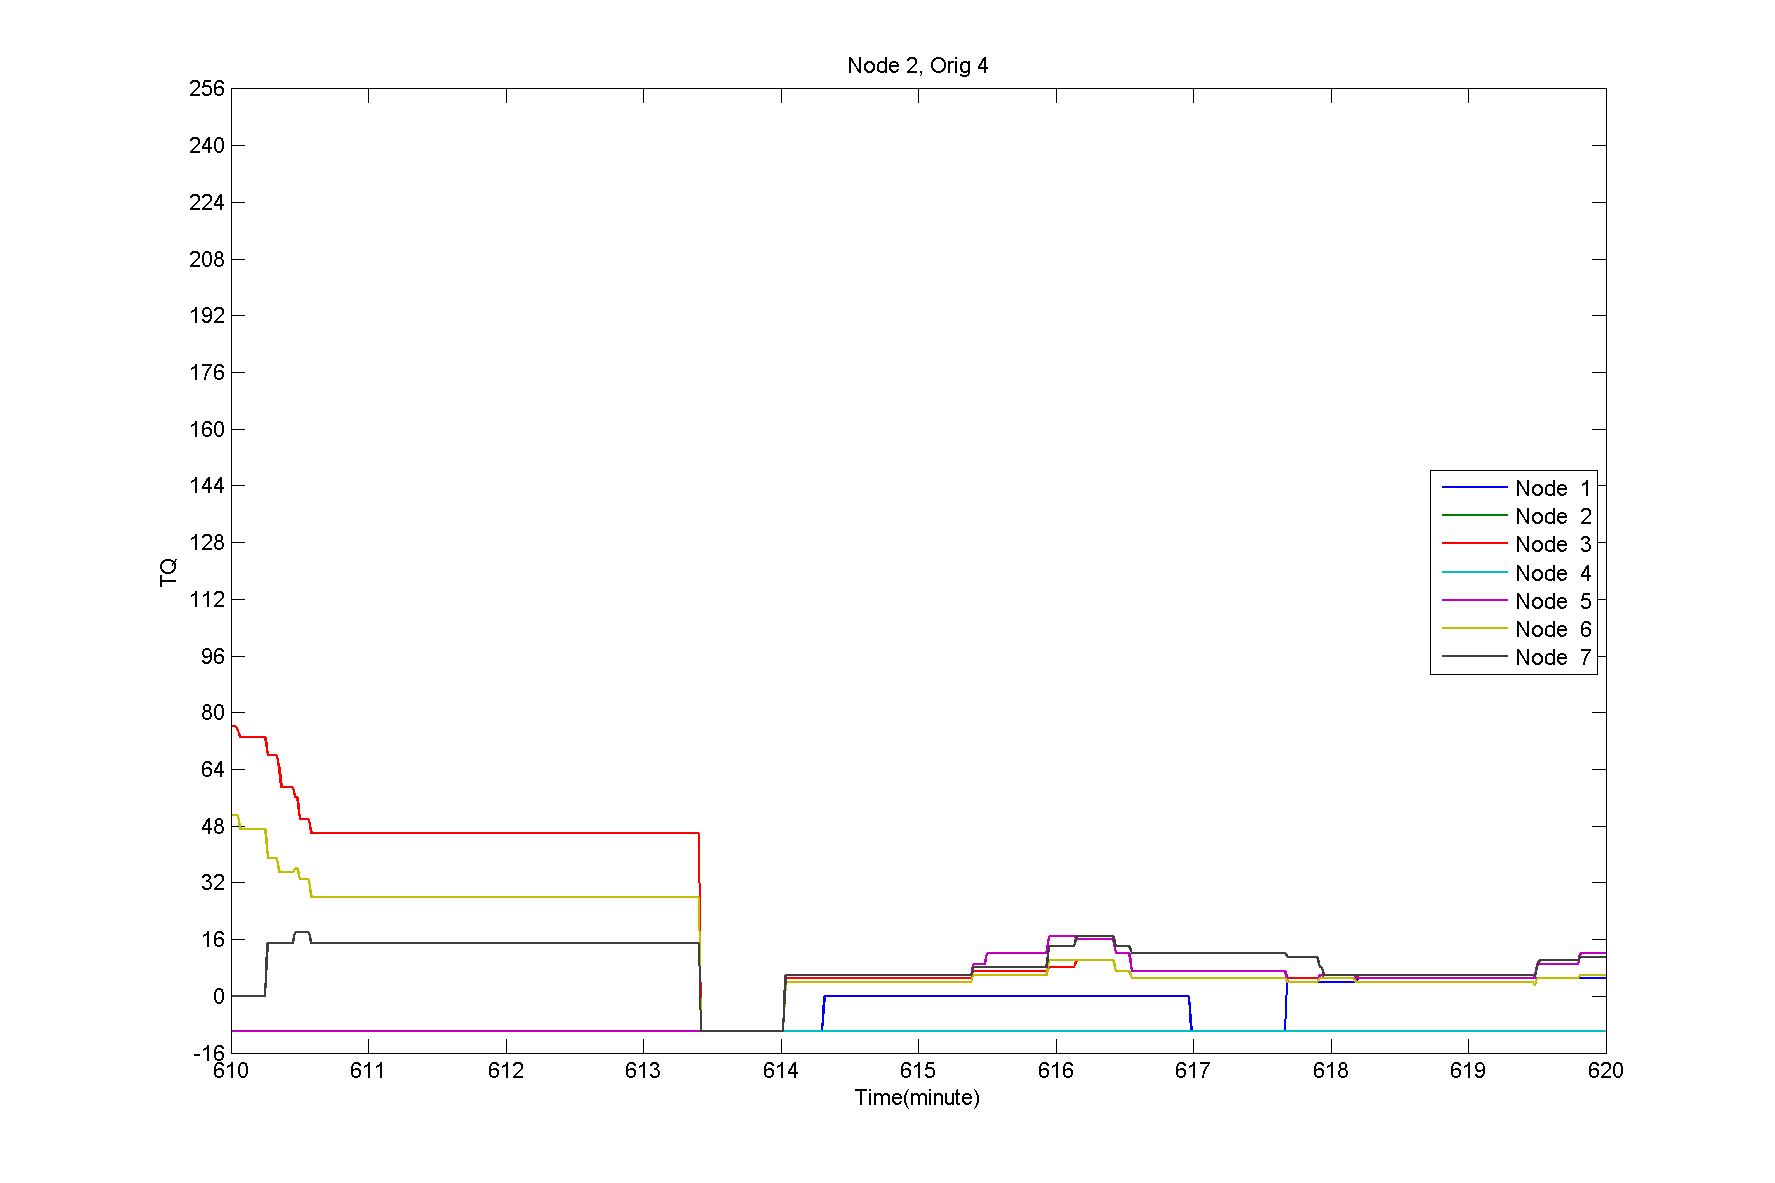 Node 2, Orig 4
256
240
224
208
192
176
160
144
128
112
96
80
64
48
32
16
0
-16
TQ
Node 1
Node 2
Node 3
Node 4
Node 5
Node 6
Node 7
610 611 612 613 614 615 616 617 618 619 620
Time(minute)